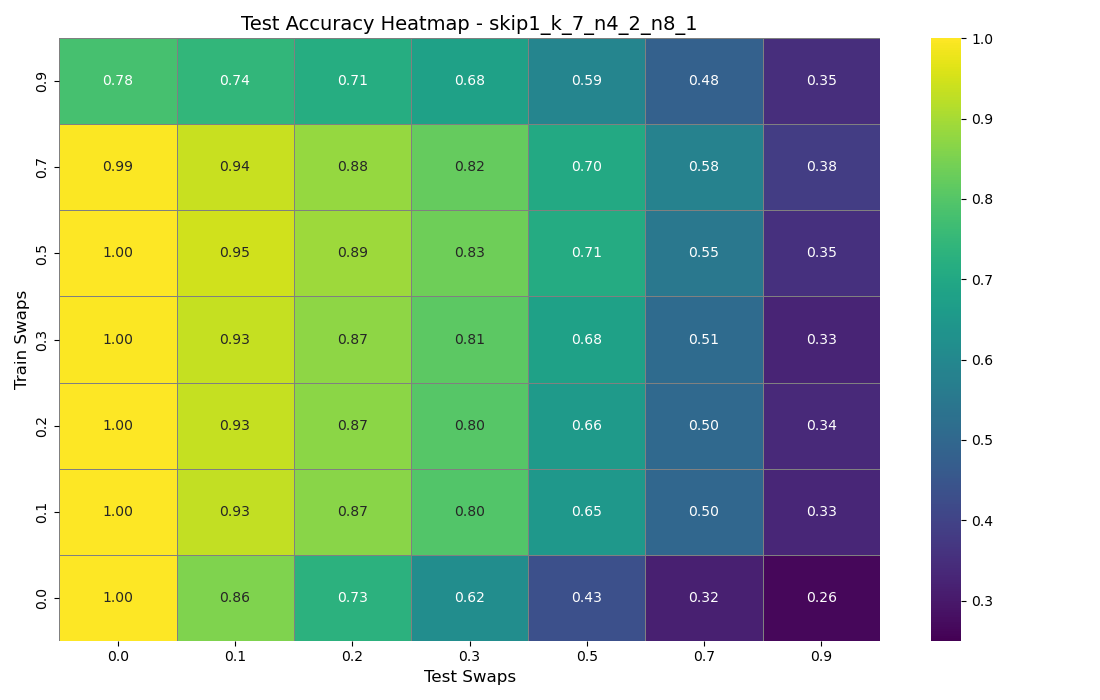 Test Accuracy Heatmap - skip1_k_7_n4_2_n8_1
Train Swaps
0.9 0.78 0.74 0.71 0.68 0.59 0.48 0.35
0.7 0.99 0.94 0.88 0.82 0.70 0.58 0.38
0.5 1.00 0.95 0.89 0.83 0.71 0.55 0.35
0.3 1.00 0.93 0.87 0.81 0.68 0.51 0.33
0.2 1.00 0.93 0.87 0.80 0.66 0.50 0.34
0.1 1.00 0.93 0.87 0.80 0.65 0.50 0.33
0.0 1.00 0.86 0.73 0.62 0.43 0.32 0.26
0.0 0.1 0.2 0.3 0.5 0.7 0.9
Test Swaps
1.0
0.9
0.8
0.7
0.6
0.5
0.4
0.3